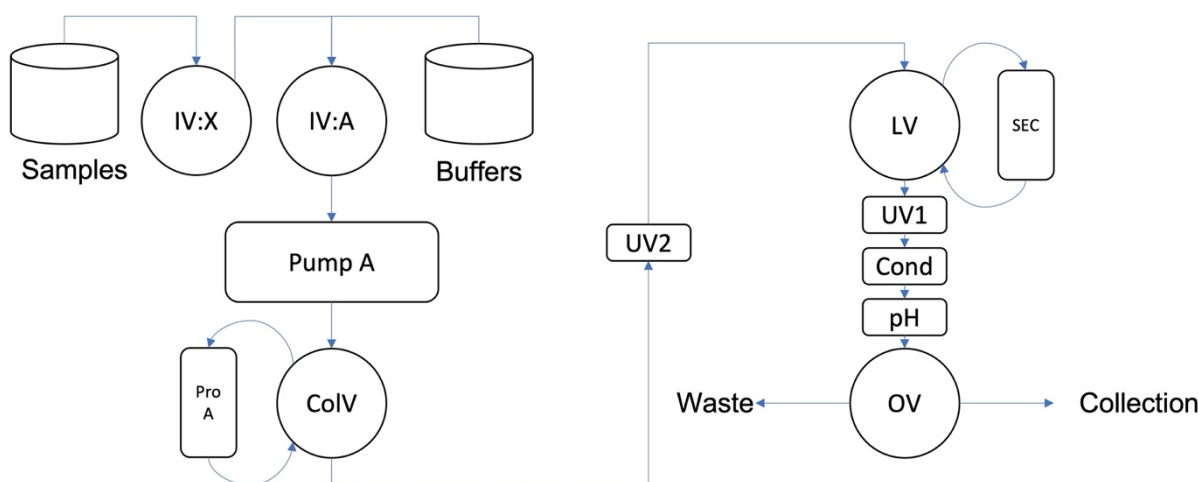 Samples
IV:X
IV:A
Buffers
Pump A
Pro
A
ColV
UV2
LV
SEC
UV1
Cond
pH
Waste
OV
Collection